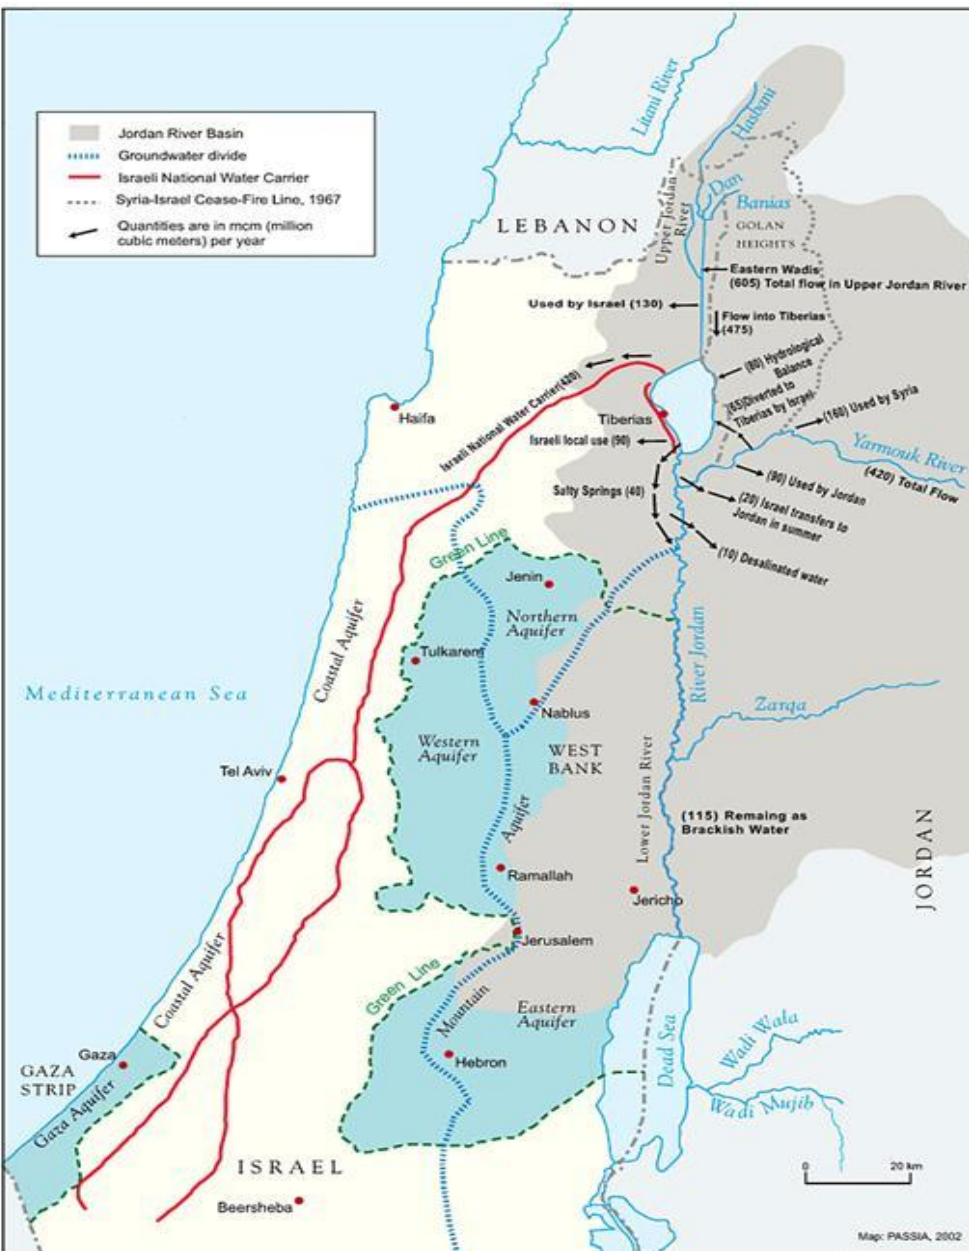 Jordan River Basin
Groundwater divide
Israeli National Water Carrier
Syria-Israel Cease-Fire Line, 1967
Quantities are in mcm (million
cubic meters) per year
Litani River
Hasbani
Dan
Banias
Upper Jordan
River
GOLAN
HEIGHTS
LEBANON
Eastern Wadis
(605) Total flow in Upper Jordan River
Used by Israel (130)
Flow into Tiberias
(475)
(80) Hydrological
Balance
(65)Diverted to
Tiberias by Israel
(160) Used by Syria
Israeli National Water Carrier(420)
Haifa
Tiberias
Israeli local use (90)
Yarmouk River
(420) Total Flow
(90) Used by Jordan
Salty Springs (40)
(20) Israel transfers to
Jordan in summer
(10) Desalinated water
Green Line
Jenin
Northern
Aquifer
Coastal Aquifer
Tulkarem
River Jordan
Mediterranean Sea
Zarqa
Nablus
Western
Aquifer
WEST
BANK
Tel Aviv
Lower Jordan River
Aquifer
(115) Remaing as
Brackish Water
JORDAN
Ramallah
Jericho
Jerusalem
Coastal Aquifer
Green Line
Mountain
Eastern
Aquifer
Dead Sea
Wadi Wala
Wadi Mujib
Gaza
GAZA
STRIP
Gaza Aquifer
Hebron
ISRAEL
Beersheba
0 20 km
Map: PASSIA, 2002